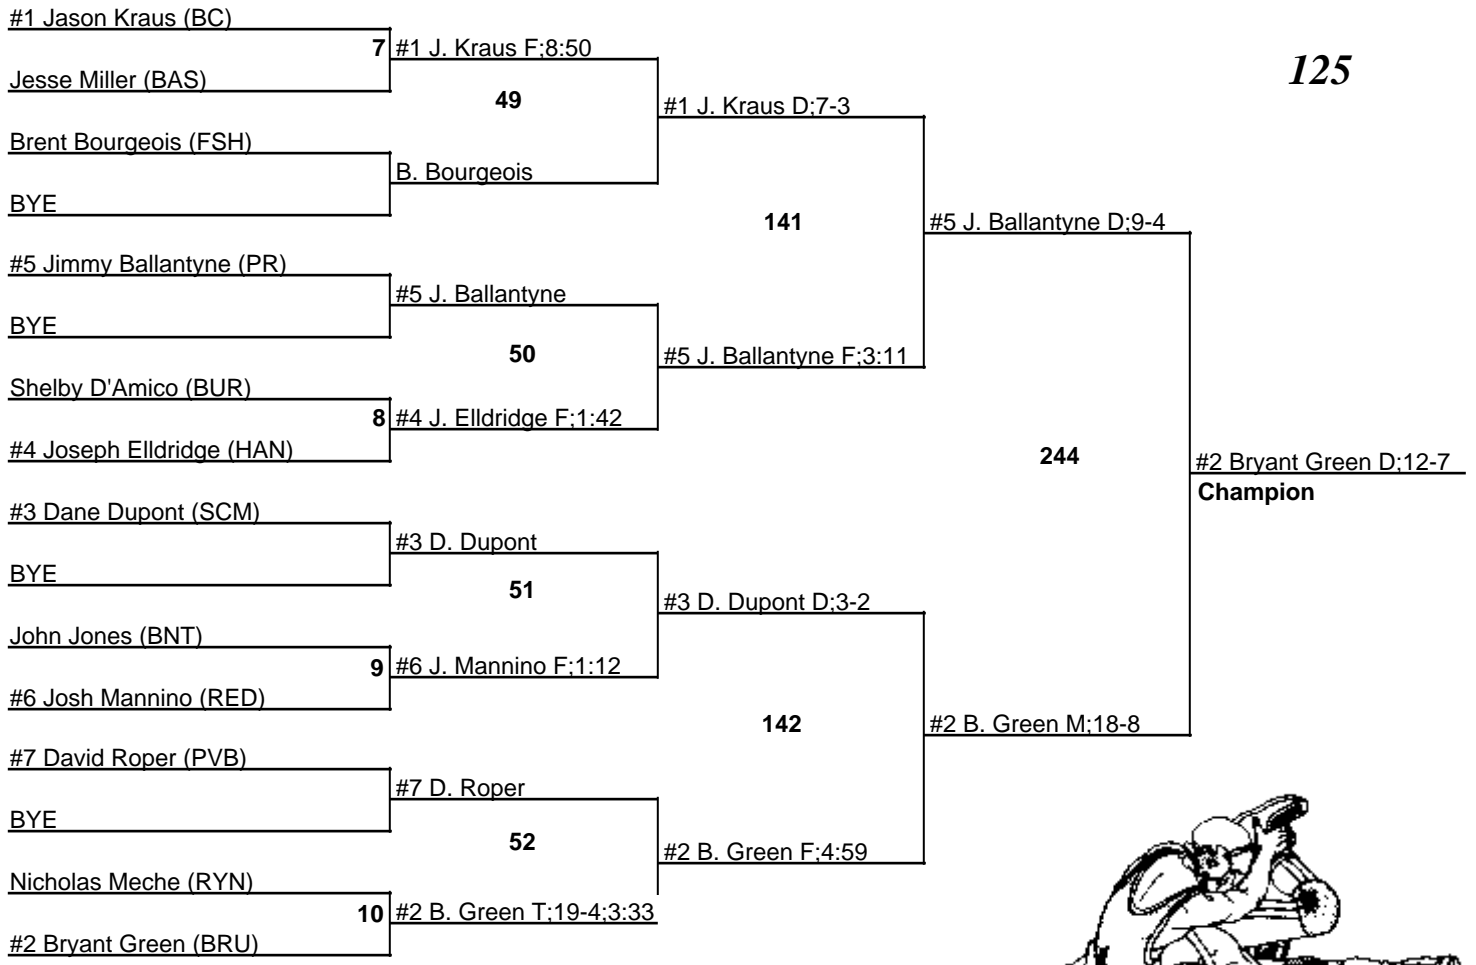 #1 Jason Kraus (BC)
7 #1 J. Kraus F;8:50
125
Jesse Miller (BAS)
49
#1 J. Kraus D;7-3
Brent Bourgeois (FSH)
B. Bourgeois
BYE
141
#5 J. Ballantyne D;9-4
#5 Jimmy Ballantyne (PR)
#5 J. Ballantyne
BYE
50
#5 J. Ballantyne F;3:11
Shelby D'Amico (BUR)
8 #4 J. Elldridge F;1:42
#4 Joseph Elldridge (HAN)
244
#2 Bryant Green D;12-7
Champion
#3 Dane Dupont (SCM)
#3 D. Dupont
BYE
51
#3 D. Dupont D;3-2
John Jones (BNT)
9 #6 J. Mannino F;1:12
#6 Josh Mannino (RED)
142
#2 B. Green M;18-8
#7 David Roper (PVB)
#7 D. Roper
BYE
52
#2 B. Green F;4:59
Nicholas Meche (RYN)
10 #2 B. Green T;19-4;3:33
#2 Bryant Green (BRU)